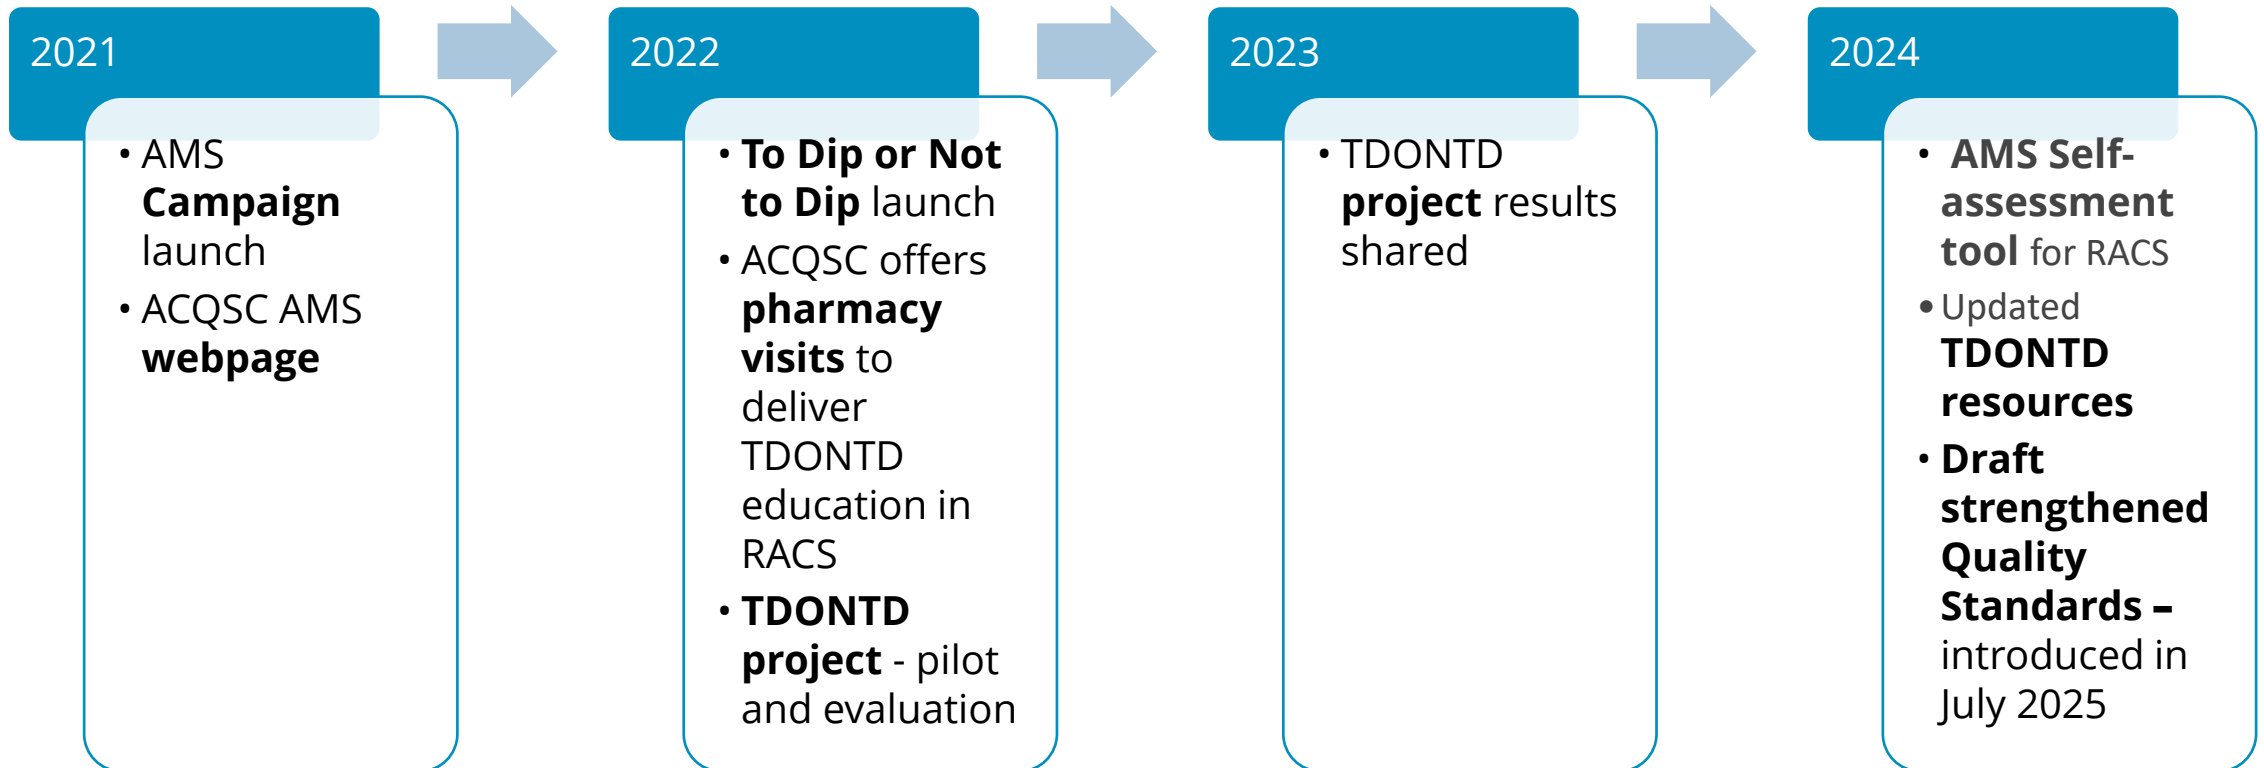 2021
• AMS
Campaign
launch
• ACQSC AMS
webpage
2022
• To Dip or Not
to Dip launch
• ACQSC offers
pharmacy
visits to
deliver
TDONTD
education in
RACS
• TDONTD
project - pilot
and evaluation
2023
• TDONTD
project results
shared
2024
• AMS Self-
assessment
tool for RACS
• Updated
TDONTD
resources
• Draft
strengthened
Quality
Standards –
introduced in
July 2025